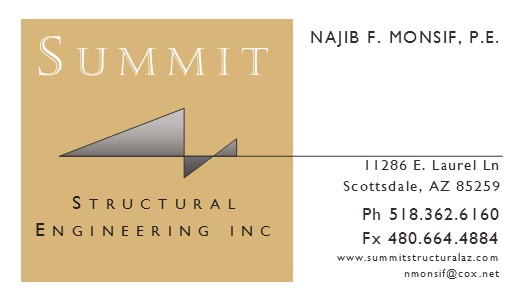 SUMMIT
STRUCTURAL
ENGINEERING INC
NAJIB F. MONSIF, P.E.
11286 E. Laurel Ln
Scottsdale, AZ 85259
Ph 518.362.6160
Fx 480.664.4884
www.summitstructuralaz.com
nmonsif@cox.net